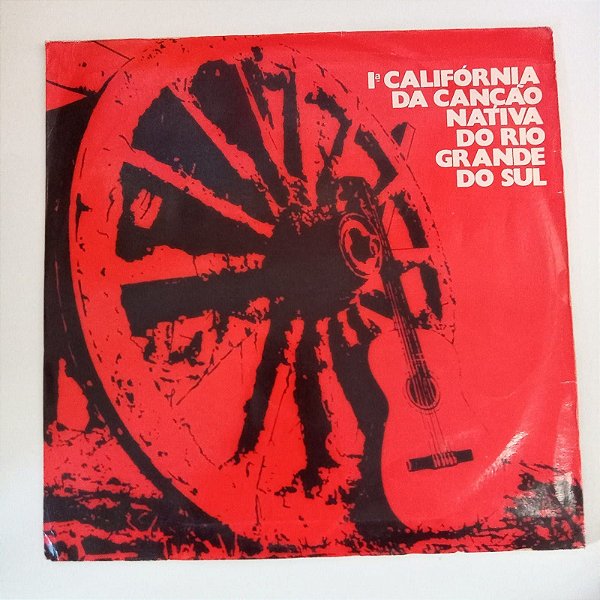 1ª CALIFÓRNIA
DA CANÇÃO
NATIVA
DO RIO
GRANDE
DO SUL